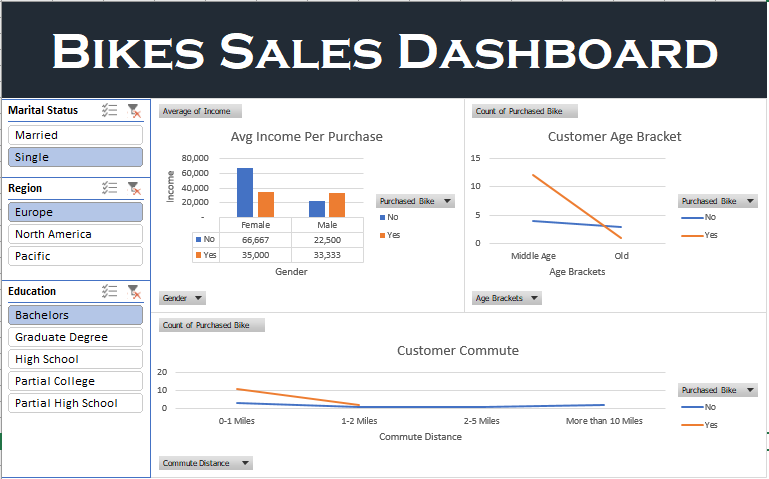 BIKES SALES DASHBOARD
Marital Status
Married
Single
Region
Europe
North America
Pacific
Education
Bachelors
Graduate Degree
High School
Partial College
Partial High School
Average of Income
Avg Income Per Purchase
80,000
60,000
40,000
20,000
-
Income
Female Male
No 66,667 22,500
Yes 35,000 33,333
Gender
Purchased Bike
No
Yes
Gender
Count of Purchased Bike
Customer Age Bracket
15
10
5
0
Middle Age Old
Age Brackets
Purchased Bike
No
Yes
Age Brackets
Count of Purchased Bike
Customer Commute
20
10
0
0-1 Miles 1-2 Miles 2-5 Miles More than 10 Miles
Commute Distance
Purchased Bike
No
Yes
Commute Distance